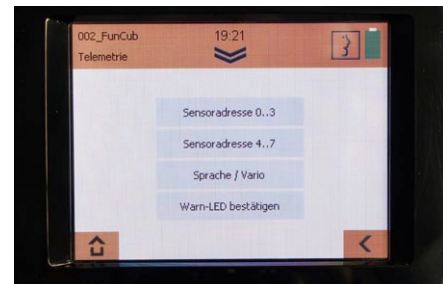 002_FunCub
19:21
Telemetrie
Sensoradresse 0..3
Sensoradresse 4..7
Sprache / Vario
Warn-LED bestätigen